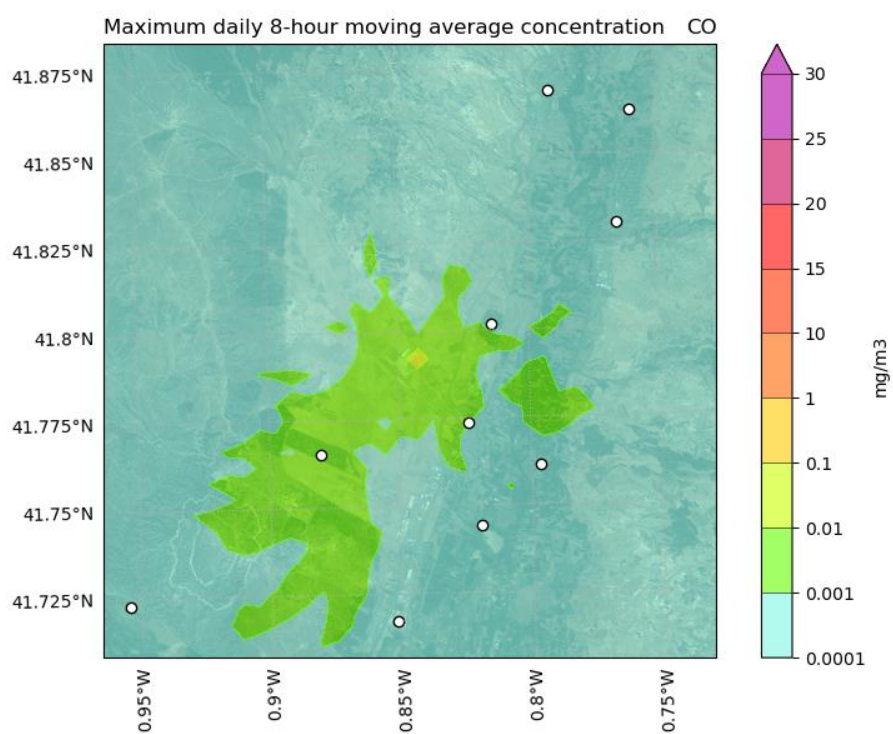 Maximum daily 8-hour moving average concentration CO
41.875°N
41.85°N
41.825°N
41.8°N
41.775°N
41.75°N
41.725°N
0.95°W
0.9°W
0.85°W
0.8°W
0.75°W
30
25
20
15
10
1
0.1
0.01
0.001
0.0001
mg/m3